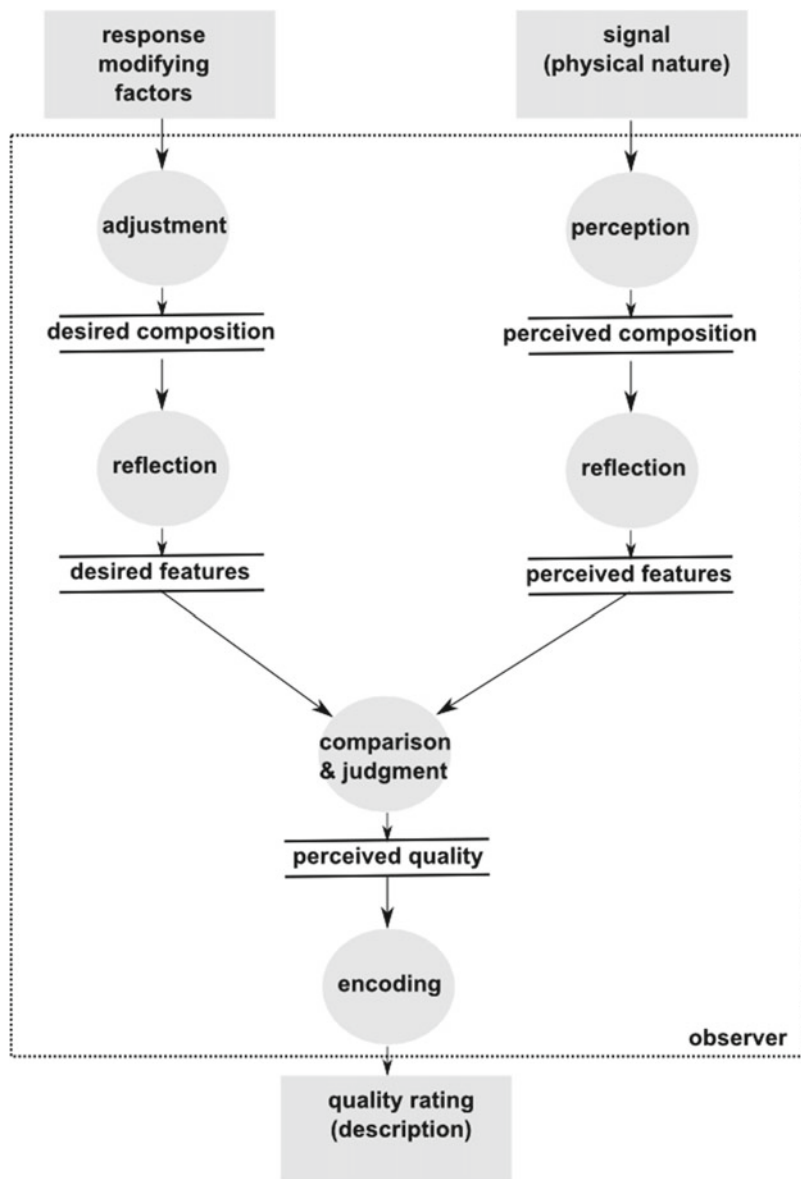 response
modifying
factors
signal
(physical nature)
adjustment
perception
desired composition
perceived composition
reflection
reflection
desired features
perceived features
comparison
& judgment
perceived quality
encoding
observer
quality rating
(description)